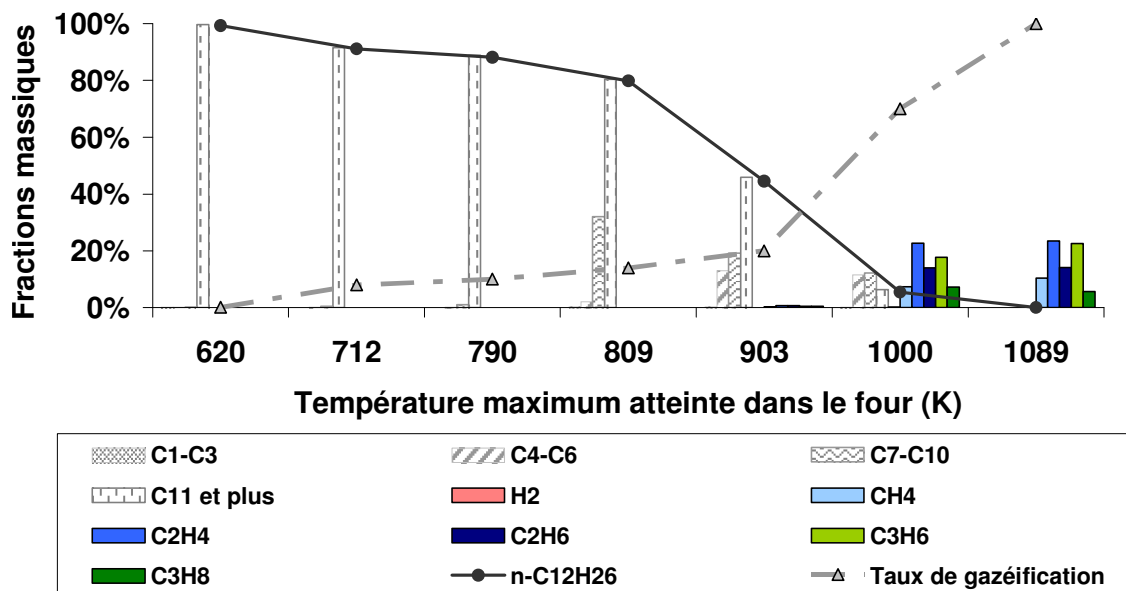 100%
80%
60%
40%
20%
0%
Fractions massiques
620 712 790 809 903 1000 1089
Température maximum atteinte dans le four (K)
C1-C3 C4-C6 C7-C10
C11 et plus H2 CH4
C2H4 C2H6 C3H6
C3H8 n-C12H26 Taux de gazéification